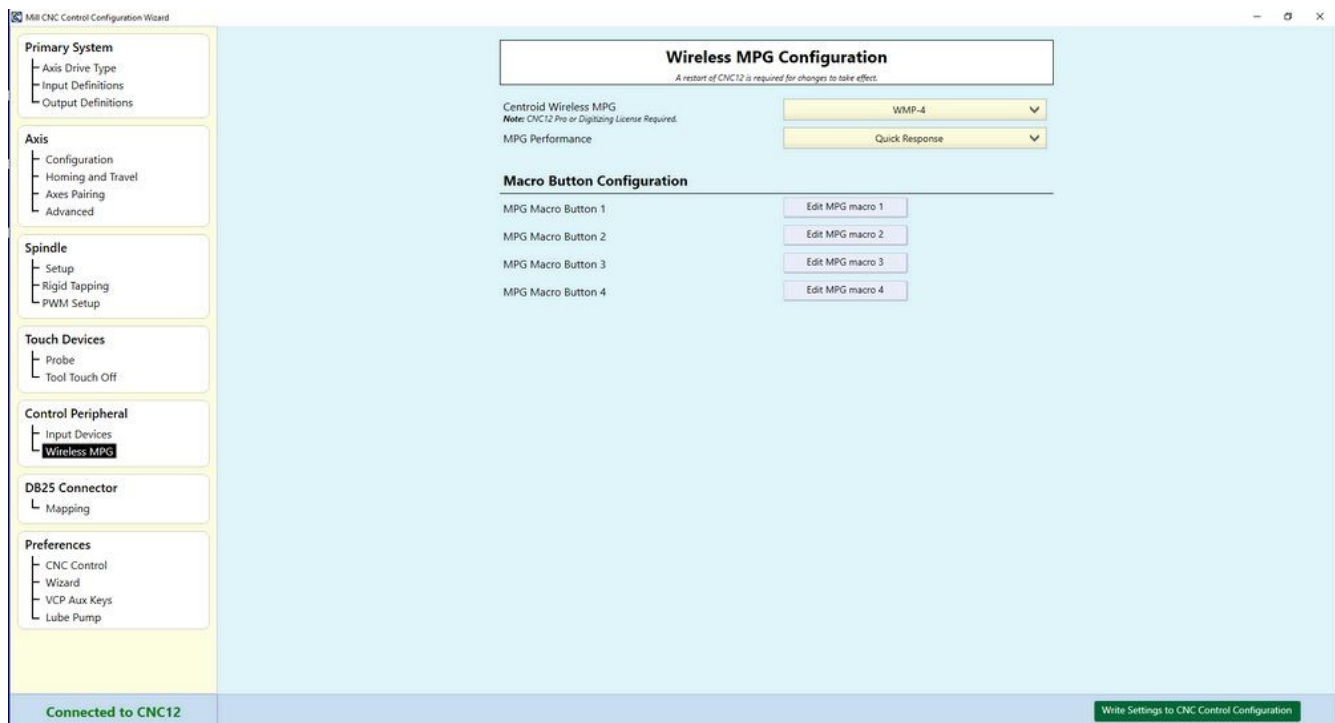 Mill CNC Control Configuration Wizard
Primary System
Axis Drive Type
Input Definitions
Output Definitions
Axis
Configuration
Homing and Travel
Axes Pairing
Advanced
Spindle
Setup
Rigid Tapping
PWM Setup
Touch Devices
Probe
Tool Touch Off
Control Peripheral
Input Devices
Wireless MPG
DB25 Connector
Mapping
Preferences
CNC Control
Wizard
VCP Aux Keys
Lube Pump
Connected to CNC12
Wireless MPG Configuration
A restart of CNC12 is required for changes to take effect.
Centroid Wireless MPG WMP-4
Note: CNC12 Pro or Digitizing License Required.
MPG Performance Quick Response
Macro Button Configuration
MPG Macro Button 1 Edit MPG macro 1
MPG Macro Button 2 Edit MPG macro 2
MPG Macro Button 3 Edit MPG macro 3
MPG Macro Button 4 Edit MPG macro 4
Write Settings to CNC Control Configuration